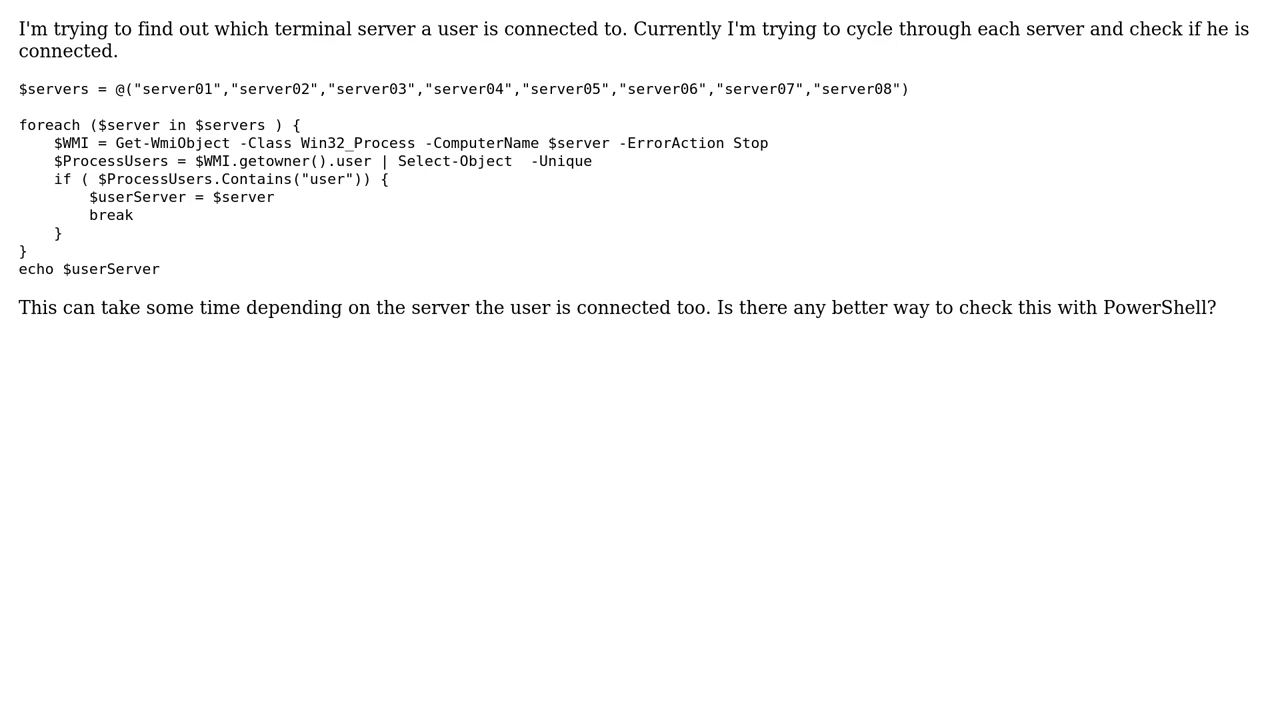 I'm trying to find out which terminal server a user is connected to. Currently I'm trying to cycle through each server and check if he is
connected.
$servers = @("server01","server02","server03","server04","server05","server06","server07","server08")
foreach ($server in $servers ) {
    $WMI = Get-WmiObject -Class Win32_Process -ComputerName $server -ErrorAction Stop
    $ProcessUsers = $WMI.getowner().user | Select-Object  -Unique
    if ( $ProcessUsers.Contains("user")) {
        $userServer = $server
        break
    }
}
echo $userServer
This can take some time depending on the server the user is connected too. Is there any better way to check this with PowerShell?